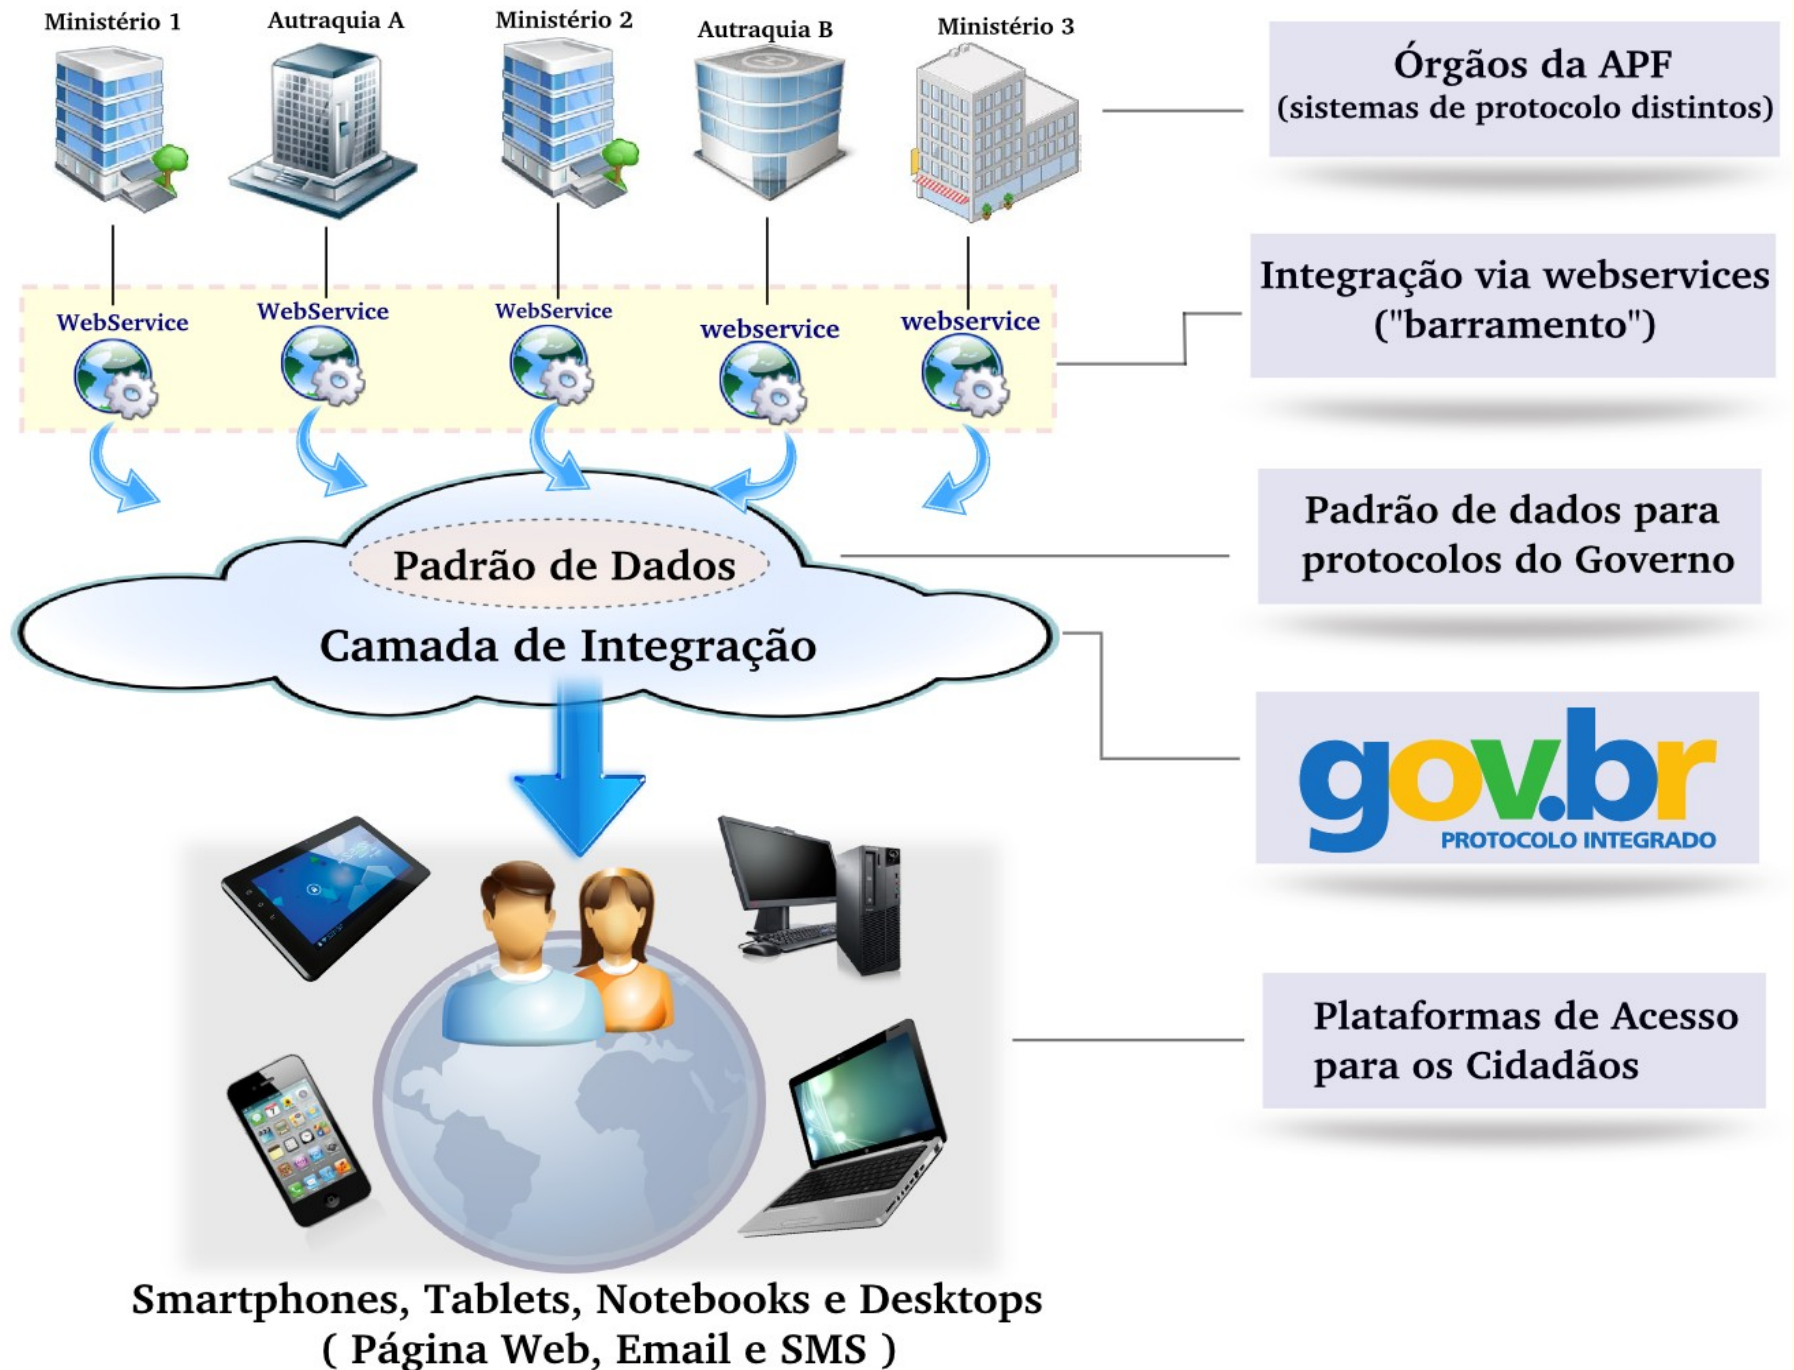 Ministério 1
Autraquia A
Ministério 2
Autraquia B
Ministério 3
Órgãos da APF
(sistemas de protocolo distintos)
WebService
WebService
WebService
webservice
webservice
Integração via webservices
("barramento")
Padrão de Dados
Camada de Integração
Padrão de dados para
protocolos do Governo
gov.br
PROTOCOLO INTEGRADO
Plataformas de Acesso
para os Cidadãos
Smartphones, Tablets, Notebooks e Desktops
( Página Web, Email e SMS )